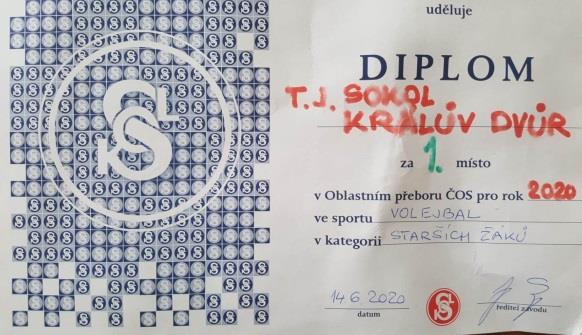 uděluje
DIPLOM
T.J. SOKOL
KRÁLŮV DVŮR
za 1. místo
v Oblastním přeboru ČOS pro rok 2020
ve sportu VOLEJBAL
v kategorii STARŠÍCH ŽÁKŮ
14 6. 2020
datum
ředitel závodu